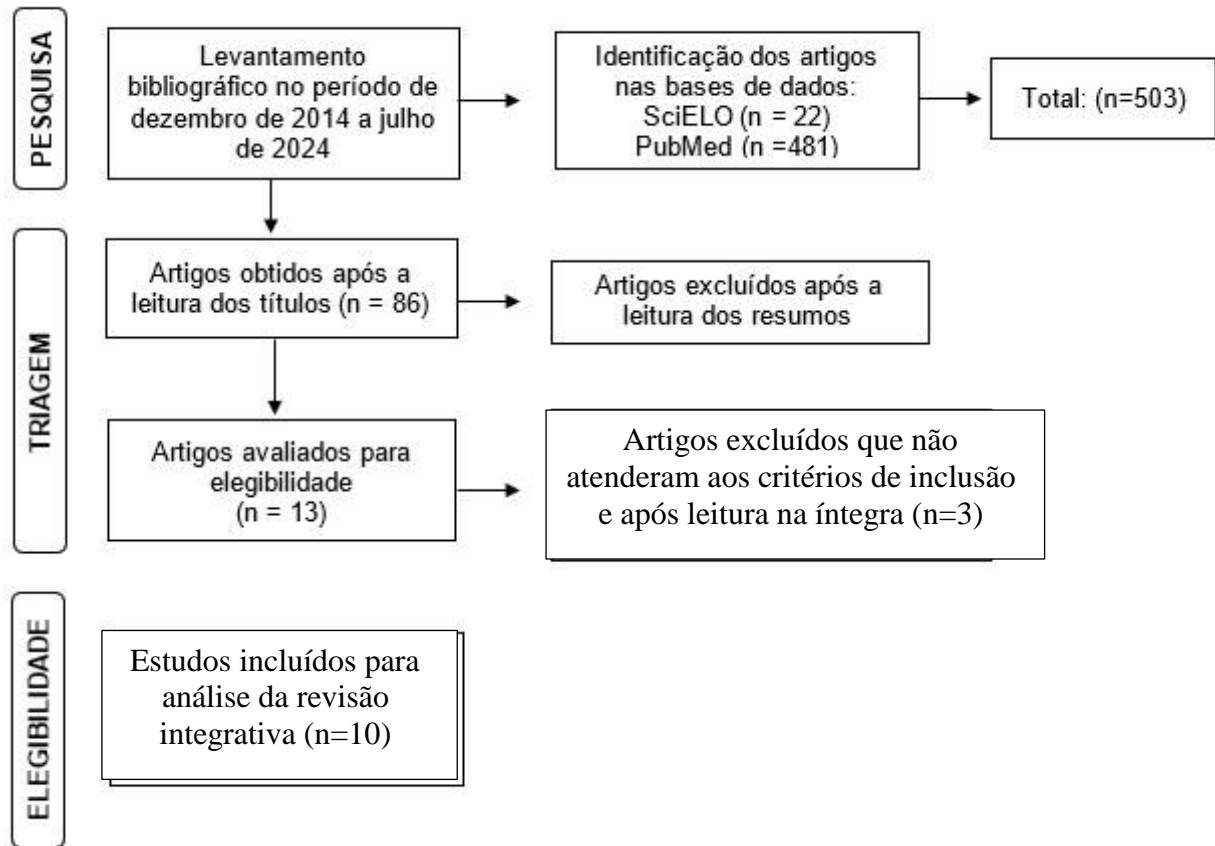 PESQUISA
Levantamento
bibliográfico no período de
dezembro de 2014 a julho
de 2024
Identificação dos artigos
nas bases de dados:
SciELO (n = 22)
PubMed (n =481)
Total: (n=503)
TRIAGEM
Artigos obtidos após a
leitura dos títulos (n = 86)
Artigos excluídos após a
leitura dos resumos
Artigos avaliados para
elegibilidade
(n = 13)
Artigos excluídos que não
atenderam aos critérios de inclusão
e após leitura na íntegra (n=3)
ELEGIBILIDADE
Estudos incluídos para
análise da revisão
integrativa (n=10)